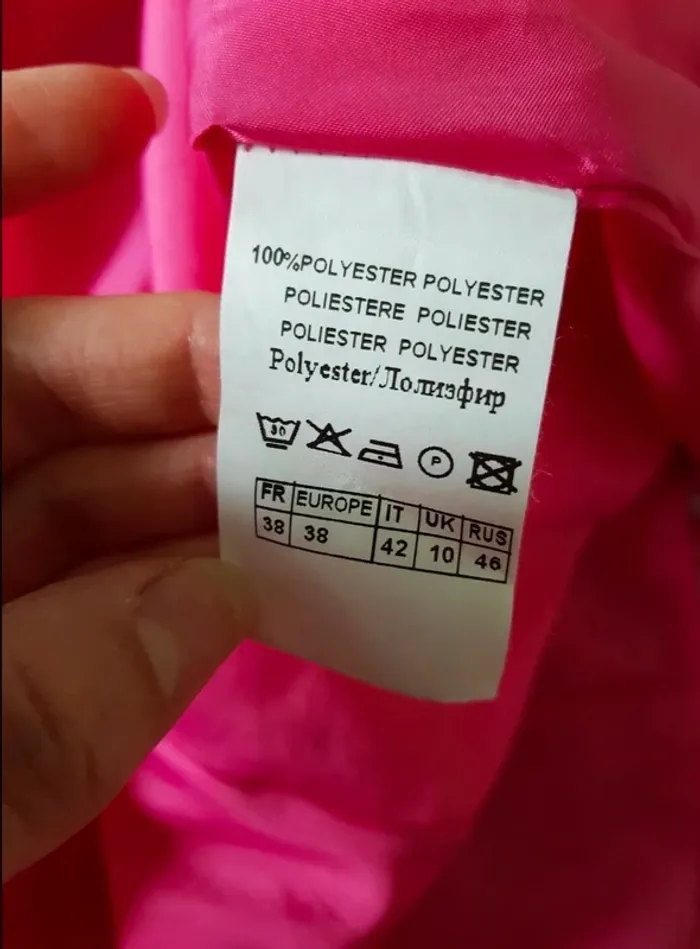 100%POLYESTER POLYESTER
POLIESTERE POLIESTER
POLIESTER POLYESTER
Polyester/Лолиэфир
30
P
FR EUROPE IT UK RUS
38 38 42 10 46